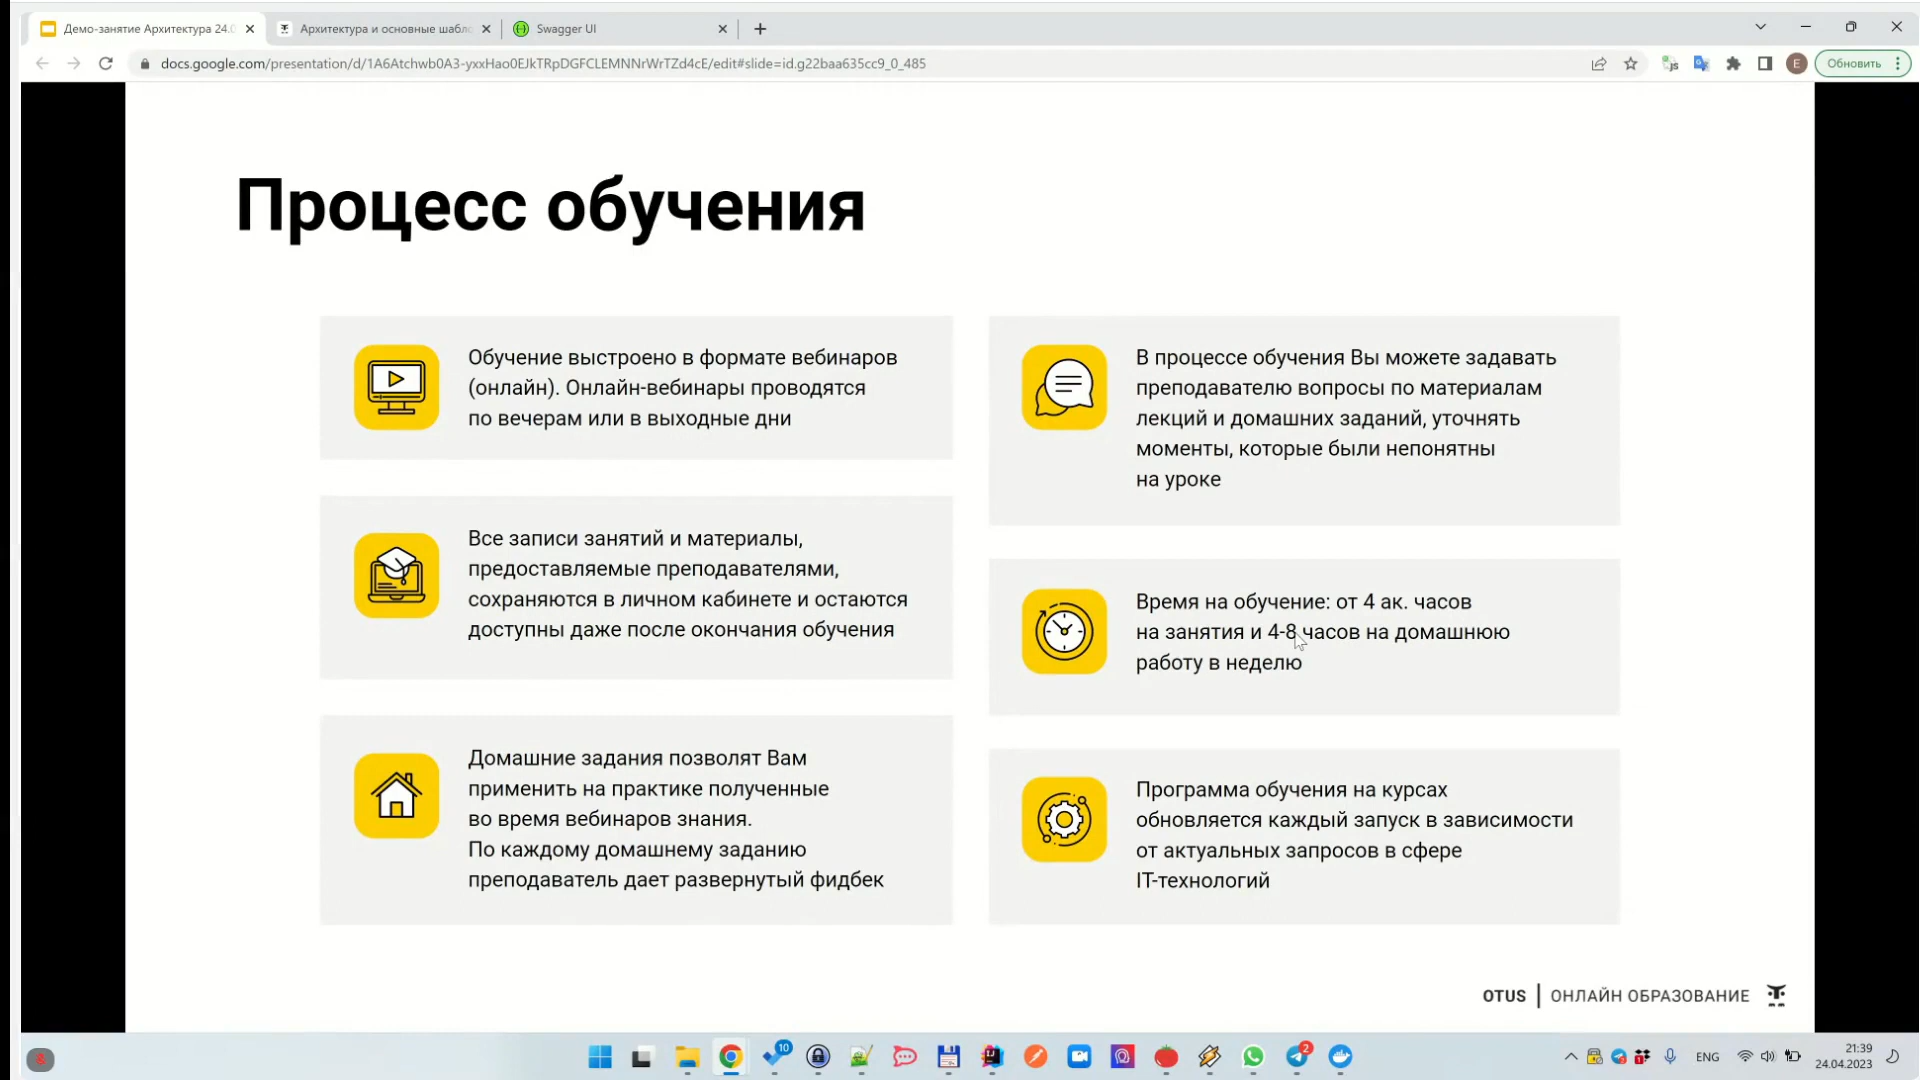 Демо-занятие Архитектура 24.0
Архитектура и основные шабло
Swagger UI
docs.google.com/presentation/d/1A6Atchwb0A3-yxxHao0EJkTRpDGFCLEMNNrWrTZd4cE/edit#slide=id.g22baa635cc9_0_485
E
Обновить
Процесс обучения
Обучение выстроено в формате вебинаров
(онлайн). Онлайн-вебинары проводятся
по вечерам или в выходные дни
Все записи занятий и материалы,
предоставляемые преподавателями,
сохраняются в личном кабинете и остаются
доступны даже после окончания обучения
Домашние задания позволят Вам
применить на практике полученные
во время вебинаров знания.
По каждому домашнему заданию
преподаватель дает развернутый фидбек
В процессе обучения Вы можете задавать
преподавателю вопросы по материалам
лекций и домашних заданий, уточнять
моменты, которые были непонятны
на уроке
Время на обучение: от 4 ак. часов
на занятия и 4-8 часов на домашнюю
работу в неделю
Программа обучения на курсах
обновляется каждый запуск в зависимости
от актуальных запросов в сфере
IT-технологий
OTUS | ОНЛАЙН ОБРАЗОВАНИЕ
10
2
ENG
21:39
24.04.2023